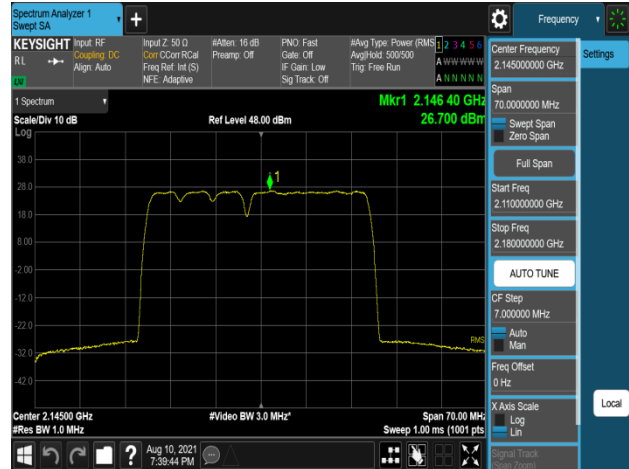 Spectrum Analyzer 1
Swept SA
+
Frequency
KEYSIGHT
RL
Input: RF
Coupling: DC
Align: Auto
Input Z: 50 Ω
Corr CCorr RCal
Freq Ref: Int (S)
NFE: Adaptive
#Atten: 16 dB
Preamp: Off
PNO: Fast
Gate: Off
IF Gain: Low
Sig Track: Off
#Avg Type: Power (RMS)
Avg|Hold: 500/500
Trig: Free Run
1 2 3 4 5 6
A W W W W W
A N N N N N
LXI
1 Spectrum
Scale/Div 10 dB
Log
Ref Level 48.00 dBm
Mkr1 2.146 40 GHz
26.700 dBm
38.0
28.0
18.0
8.00
-2.00
-12.0
-22.0
-32.0
-42.0
1
RMS
Center 2.14500 GHz
#Res BW 1.0 MHz
#Video BW 3.0 MHz*
Span 70.00 MHz
Sweep 1.00 ms (1001 pts)
Aug 10, 2021
7:39:44 PM
Center Frequency
2.145000000 GHz
Span
70.0000000 MHz
Swept Span
Zero Span
Full Span
Start Freq
2.110000000 GHz
Stop Freq
2.180000000 GHz
AUTO TUNE
CF Step
7.000000 MHz
Auto
Man
Freq Offset
0 Hz
X Axis Scale
Log
Lin
Signal Track
(Span Zoom)
Settings
Local